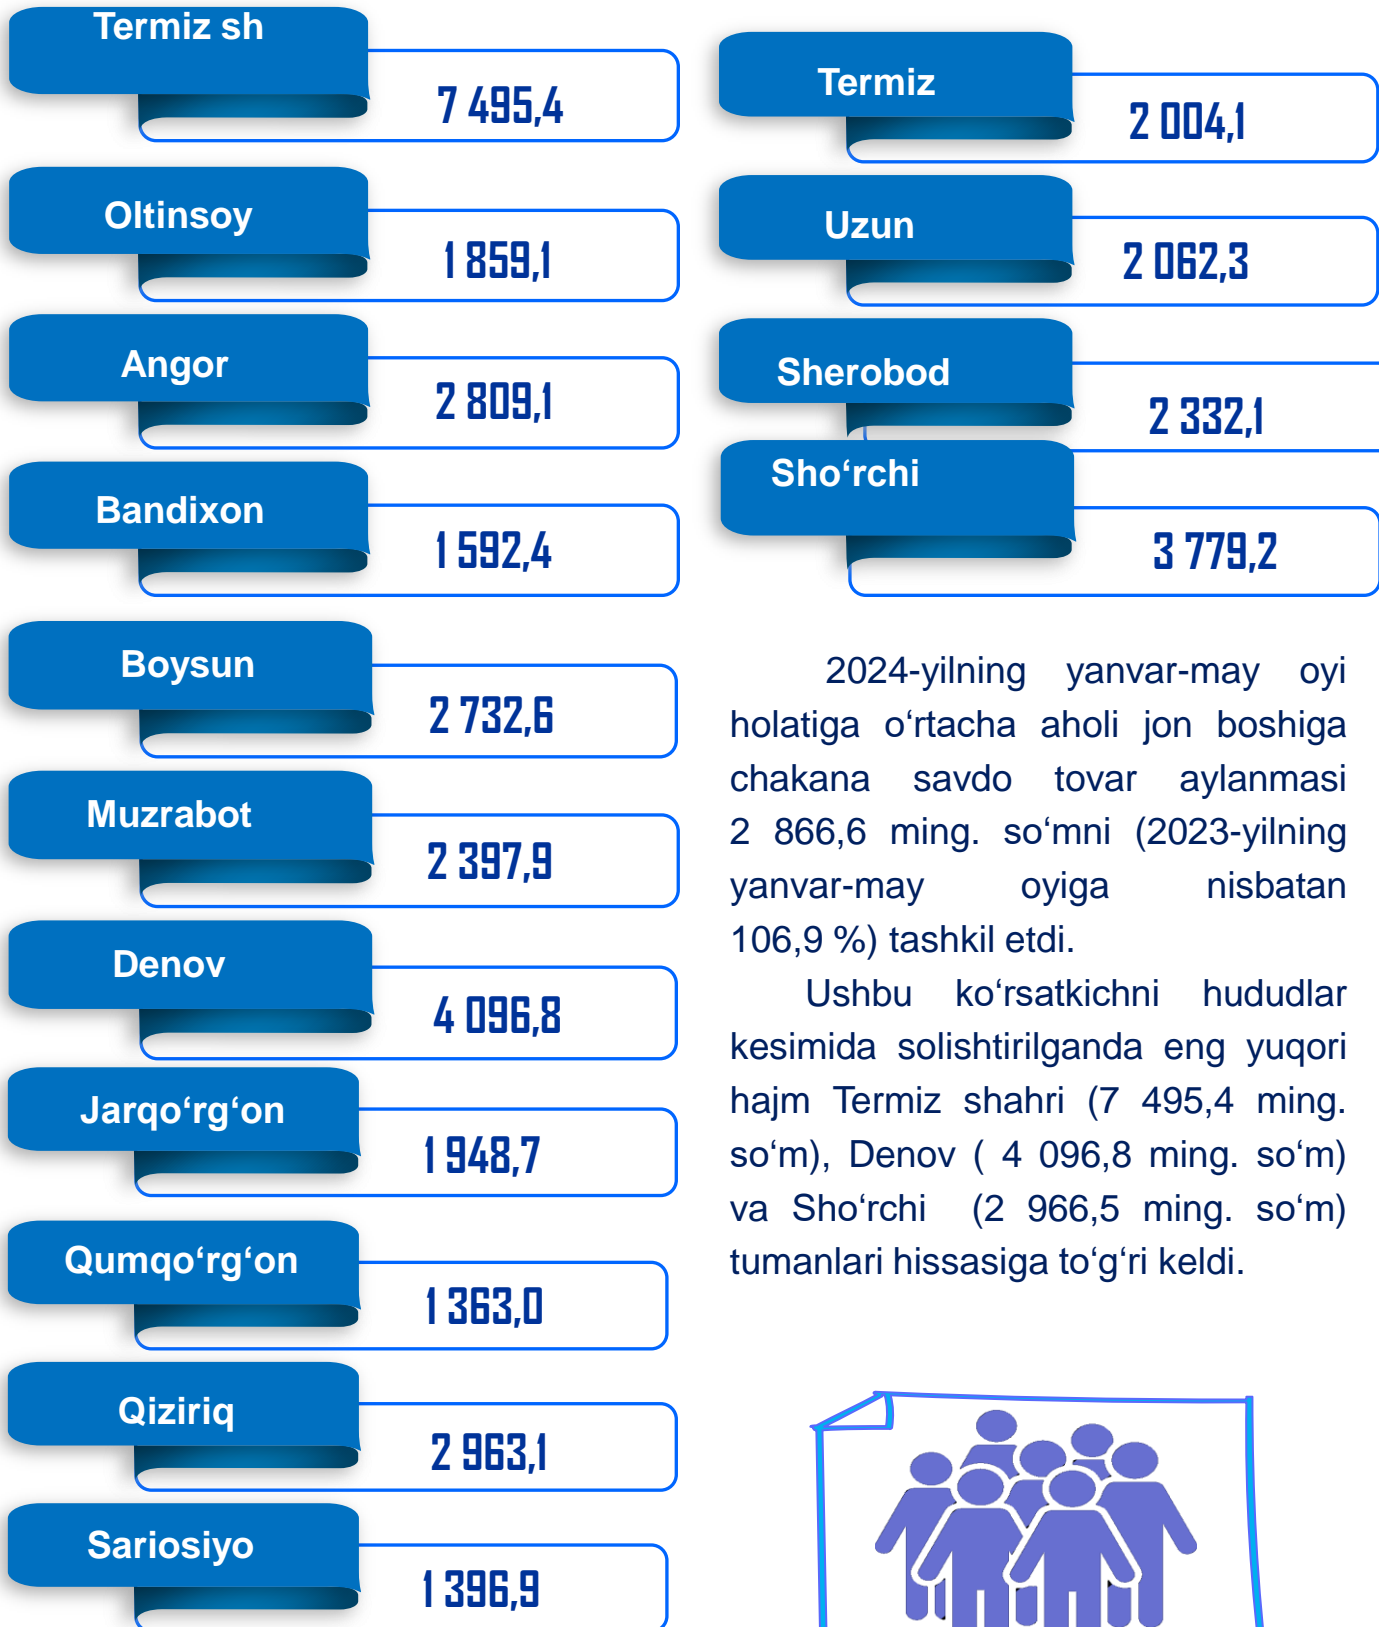 Termiz sh
7 495,4
Oltinsoy
1 859,1
Angor
2 809,1
Bandixon
1 592,4
Boysun
2 732,6
Muzrabot
2 397,9
Denov
4 096,8
Jarqo‘rg‘on
1 948,7
Qumqo‘rg‘on
1 363,0
Qiziriq
2 963,1
Sariosiyo
1 396,9
Termiz
2 004,1
Uzun
2 062,3
Sherobod
2 332,1
Sho‘rchi
3 779,2
2024-yilning yanvar-may oyi
holatiga o‘rtacha aholi jon boshiga
chakana savdo tovar aylanmasi
2 866,6 ming. so‘mni (2023-yilning
yanvar-may oyiga nisbatan
106,9 %) tashkil etdi.
Ushbu ko‘rsatkichni hududlar
kesimida solishtirilganda eng yuqori
hajm Termiz shahri (7 495,4 ming.
so‘m), Denov ( 4 096,8 ming. so‘m)
va Sho‘rchi (2 966,5 ming. so‘m)
tumanlari hissasiga to‘g‘ri keldi.